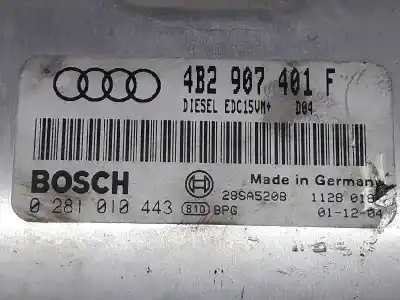 4B2 907 401 F
DIESEL EDC15VM+ D04
BOSCH
Made in Germany
28SA5208 1128 018
0 281 010 443 81D BPG 01-12-04